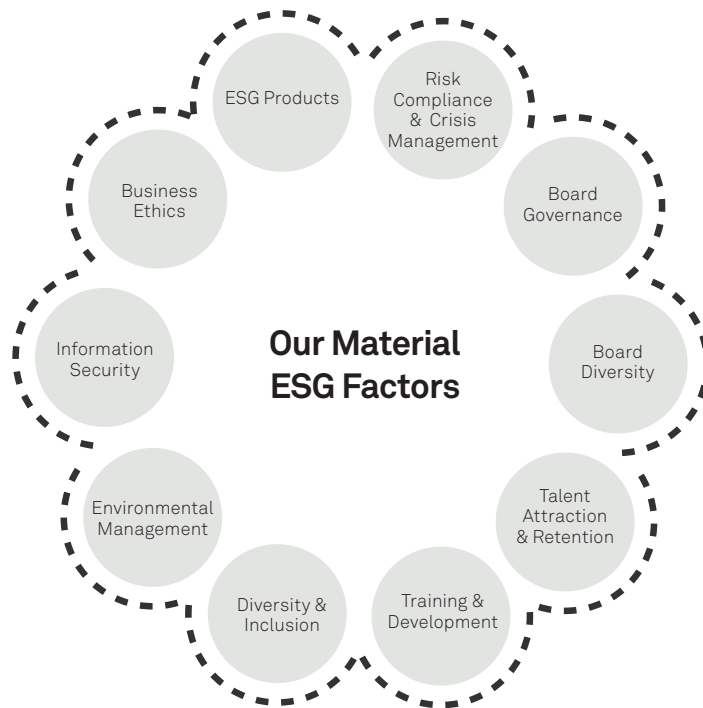 ESG Products
Risk
Compliance
& Crisis
Management
Board
Governance
Board
Diversity
Talent
Attraction
& Retention
Training &
Development
Diversity &
Inclusion
Environmental
Management
Information
Security
Business
Ethics
Our Material
ESG Factors